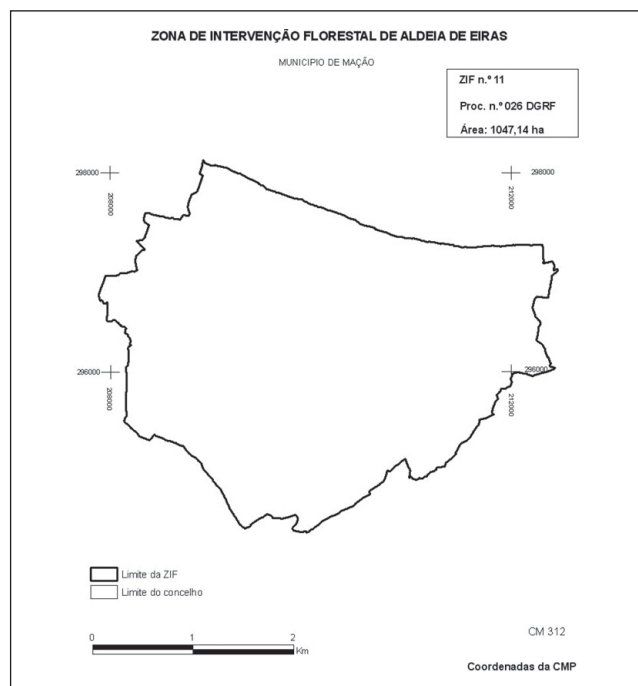 ZONA DE INTERVENÇÃO FLORESTAL DE ALDEIA DE EIRAS
MUNICIPIO DE MAÇÃO
ZIF n.º 11
Proc. n.º 026 DGRF
Área: 1047,14 ha
298000
208000
212000
298000
296000
208000
212000
296000
Limite da ZIF
Limite do concelho
0 1 2
Km
CM 312
Coordenadas da CMP